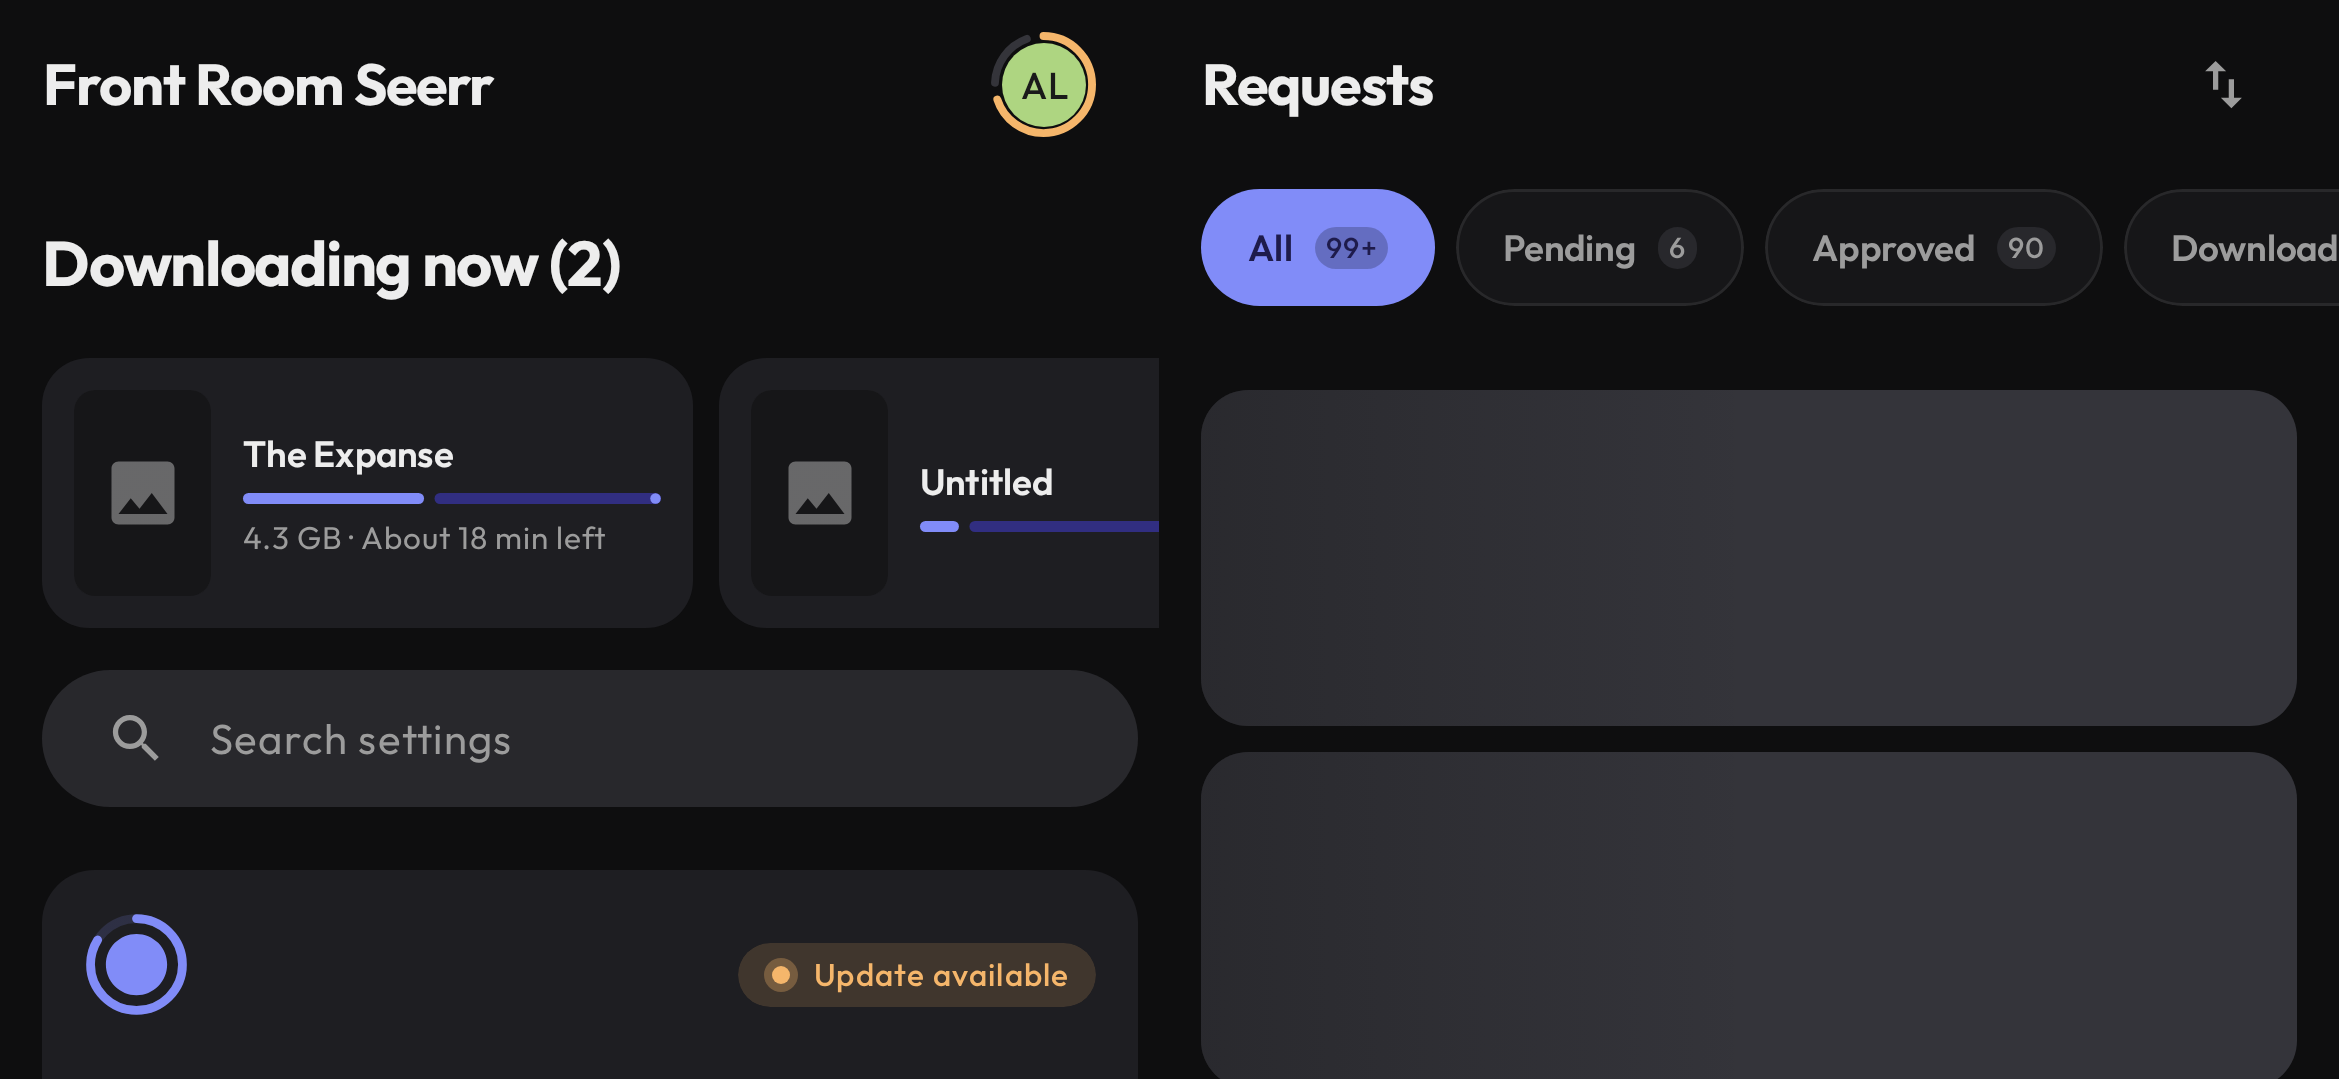 Front Room Seerr
AL
Downloading now (2)
The Expanse
4.3 GB · About 18 min left
Untitled
Search settings
Update available
Requests
All 99+
Pending 6
Approved 90
Download